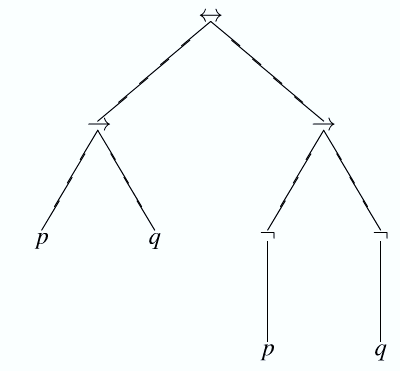 ↔
→ →
p q ¬ ¬
p q